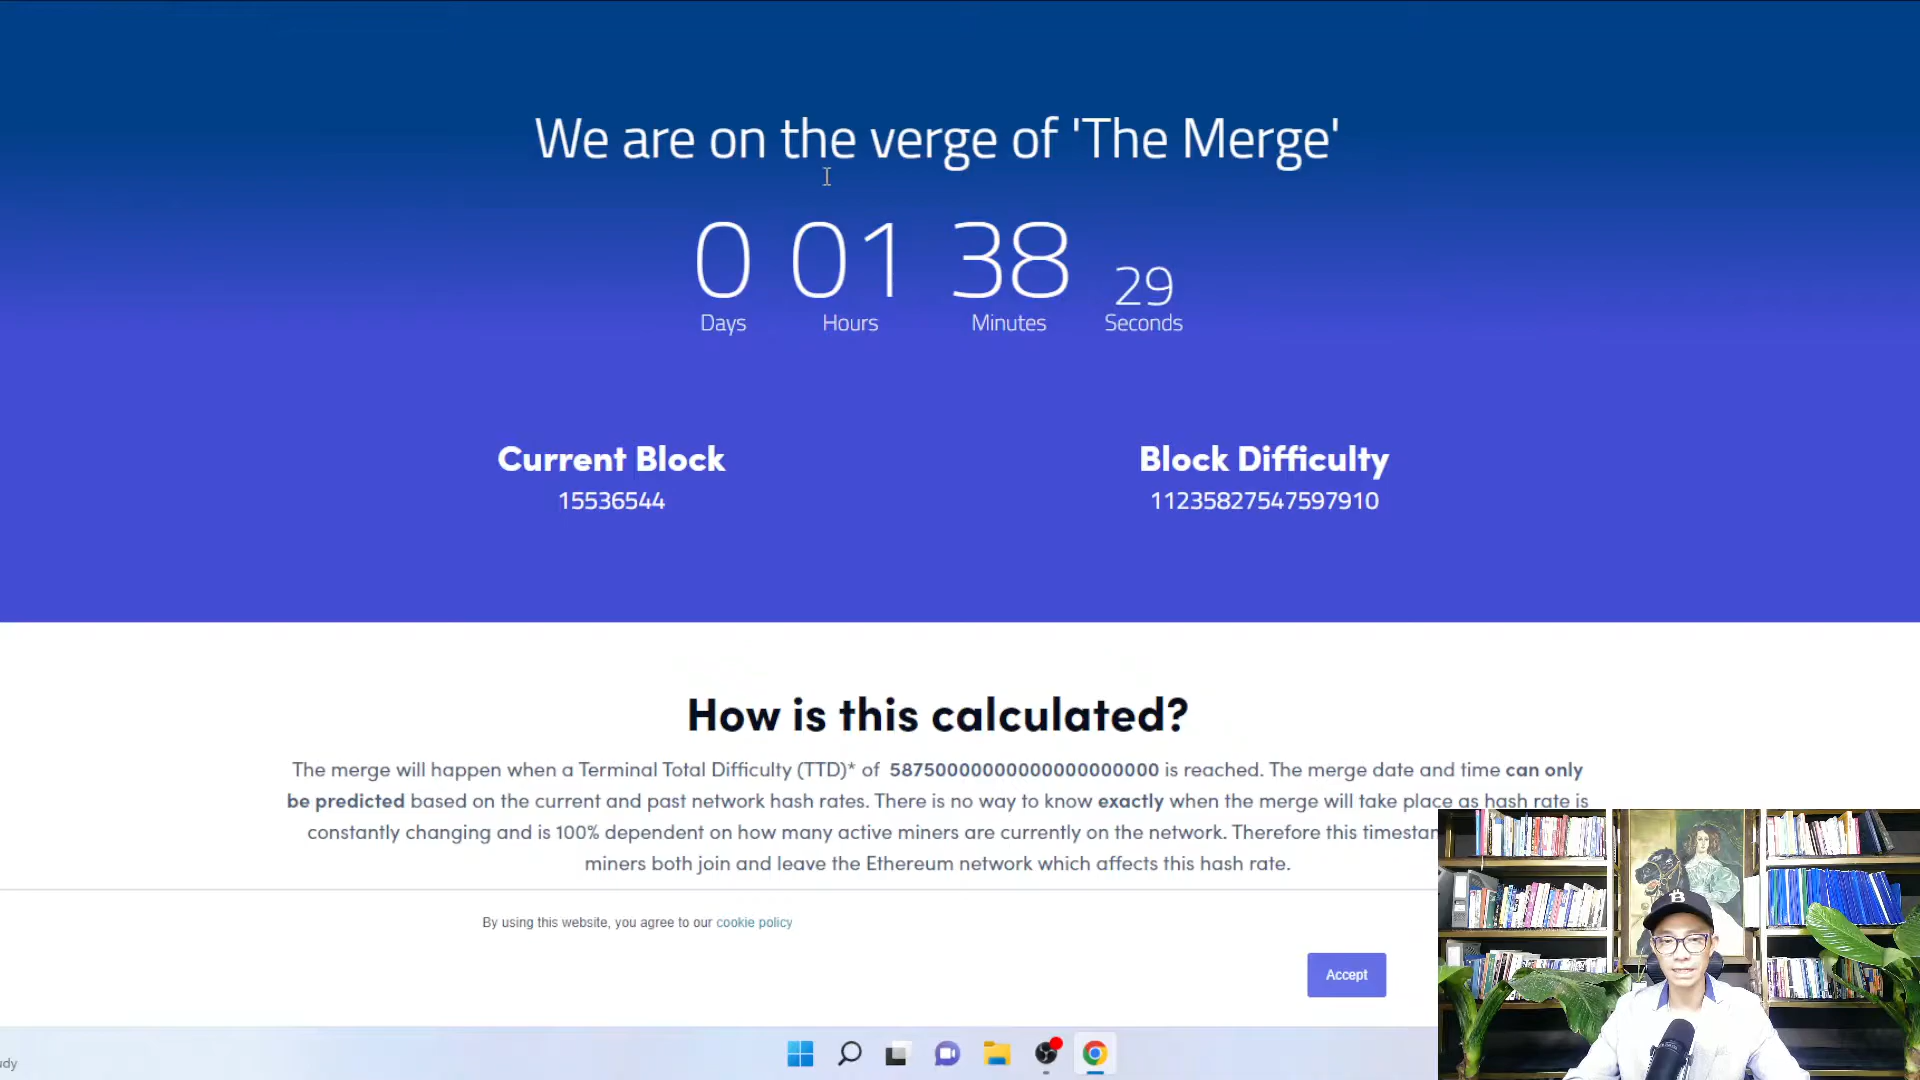 We are on the verge of 'The Merge'
0 01 38 29
Days Hours Minutes Seconds
Current Block Block Difficulty
15536544 11235827547597910
How is this calculated?
The merge will happen when a Terminal Total Difficulty (TTD)* of 58750000000000000000000 is reached. The merge date and time can only
be predicted based on the current and past network hash rates. There is no way to know exactly when the merge will take place as hash rate is
constantly changing and is 100% dependent on how many active miners are currently on the network. Therefore this timestam
miners both join and leave the Ethereum network which affects this hash rate.
By using this website, you agree to our cookie policy
Accept